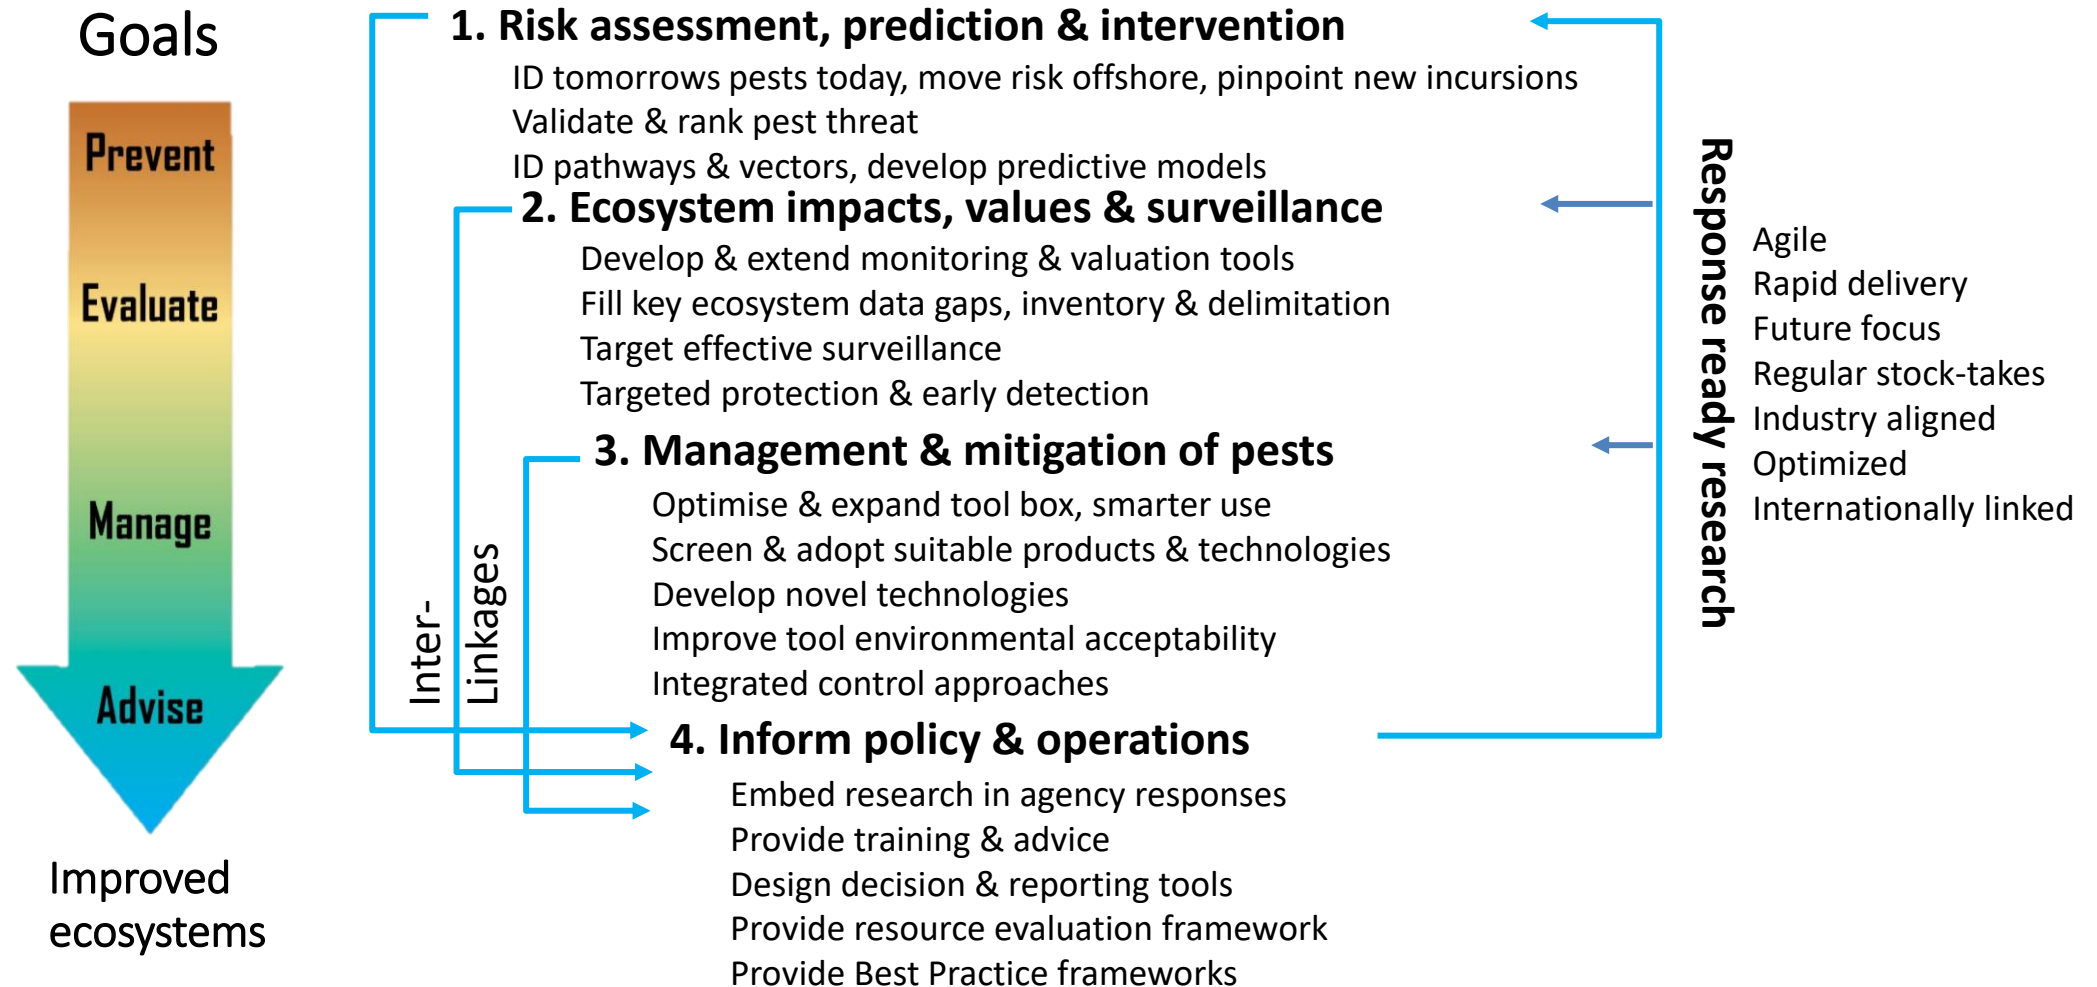 Goals
Prevent
Evaluate
Manage
Advise
Improved
ecosystems
1. Risk assessment, prediction & intervention
ID tomorrows pests today, move risk offshore, pinpoint new incursions
Validate & rank pest threat
ID pathways & vectors, develop predictive models
2. Ecosystem impacts, values & surveillance
Develop & extend monitoring & valuation tools
Fill key ecosystem data gaps, inventory & delimitation
Target effective surveillance
Targeted protection & early detection
3. Management & mitigation of pests
Optimise & expand tool box, smarter use
Screen & adopt suitable products & technologies
Develop novel technologies
Improve tool environmental acceptability
Integrated control approaches
4. Inform policy & operations
Embed research in agency responses
Provide training & advice
Design decision & reporting tools
Provide resource evaluation framework
Provide Best Practice frameworks
Inter-
Linkages
Response ready research
Agile
Rapid delivery
Future focus
Regular stock-takes
Industry aligned
Optimized
Internationally linked